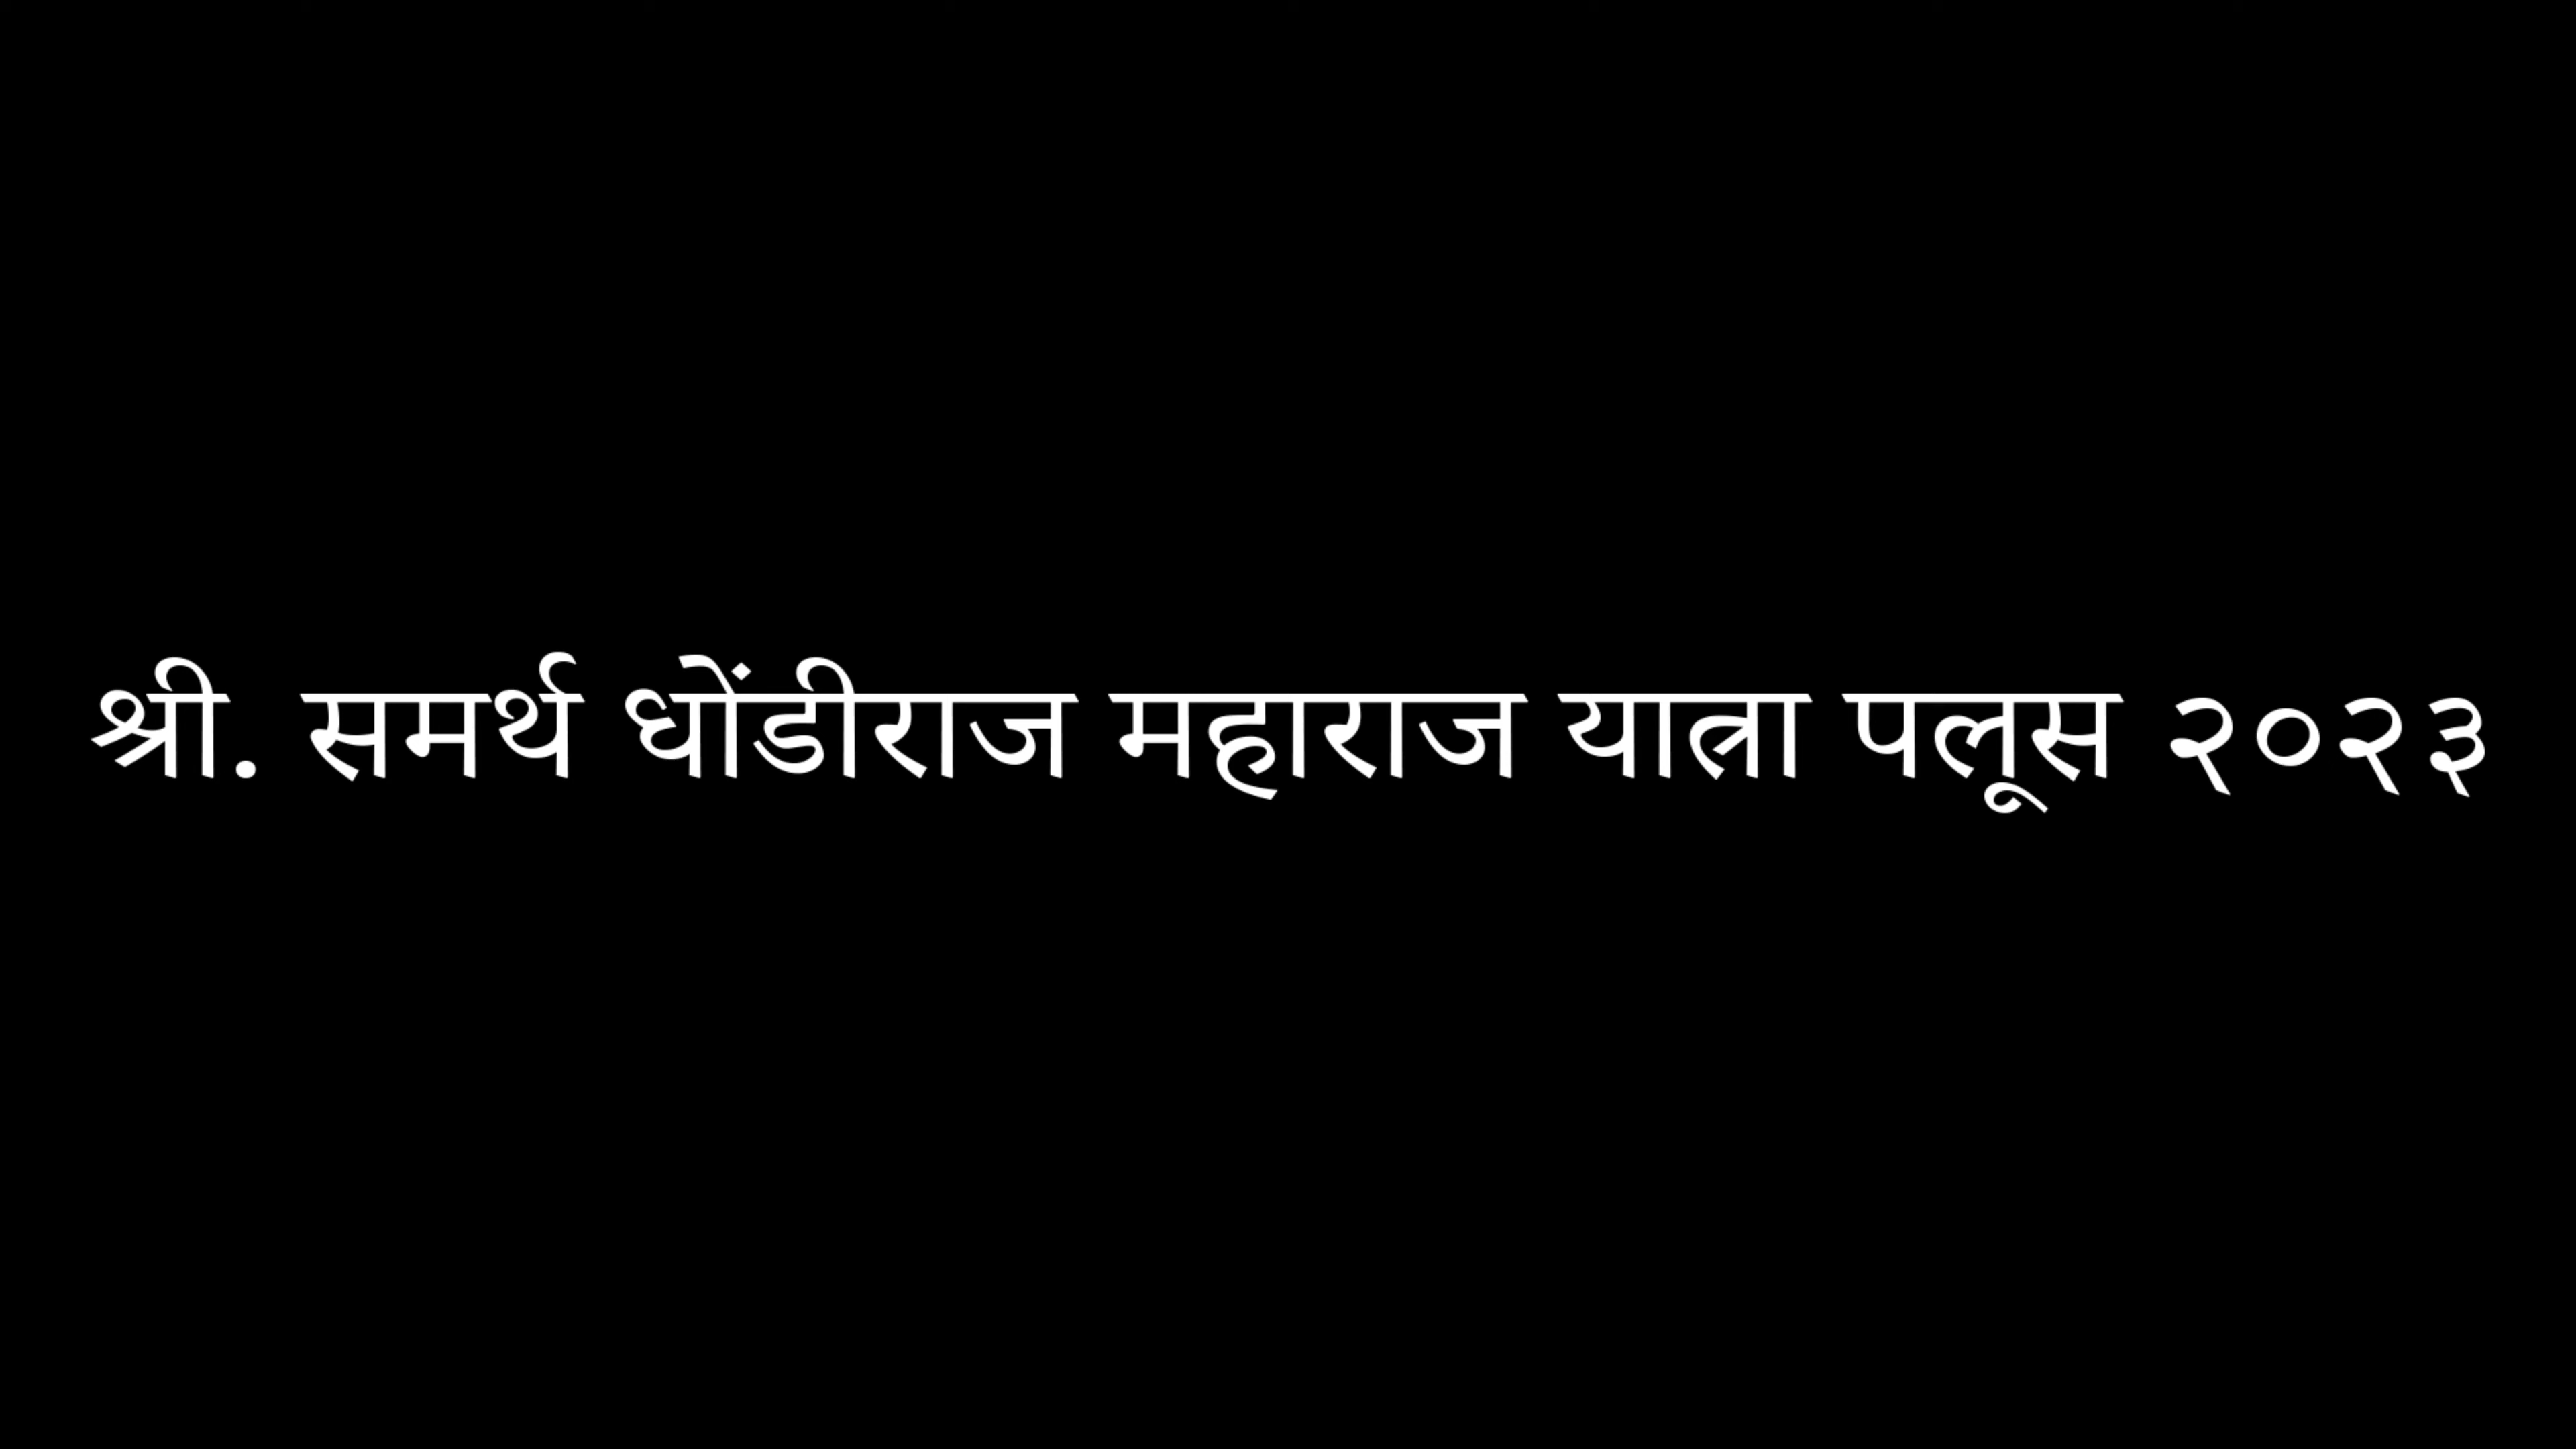 श्री. समर्थ धोंडीराज महाराज यात्रा पलूस २०२३